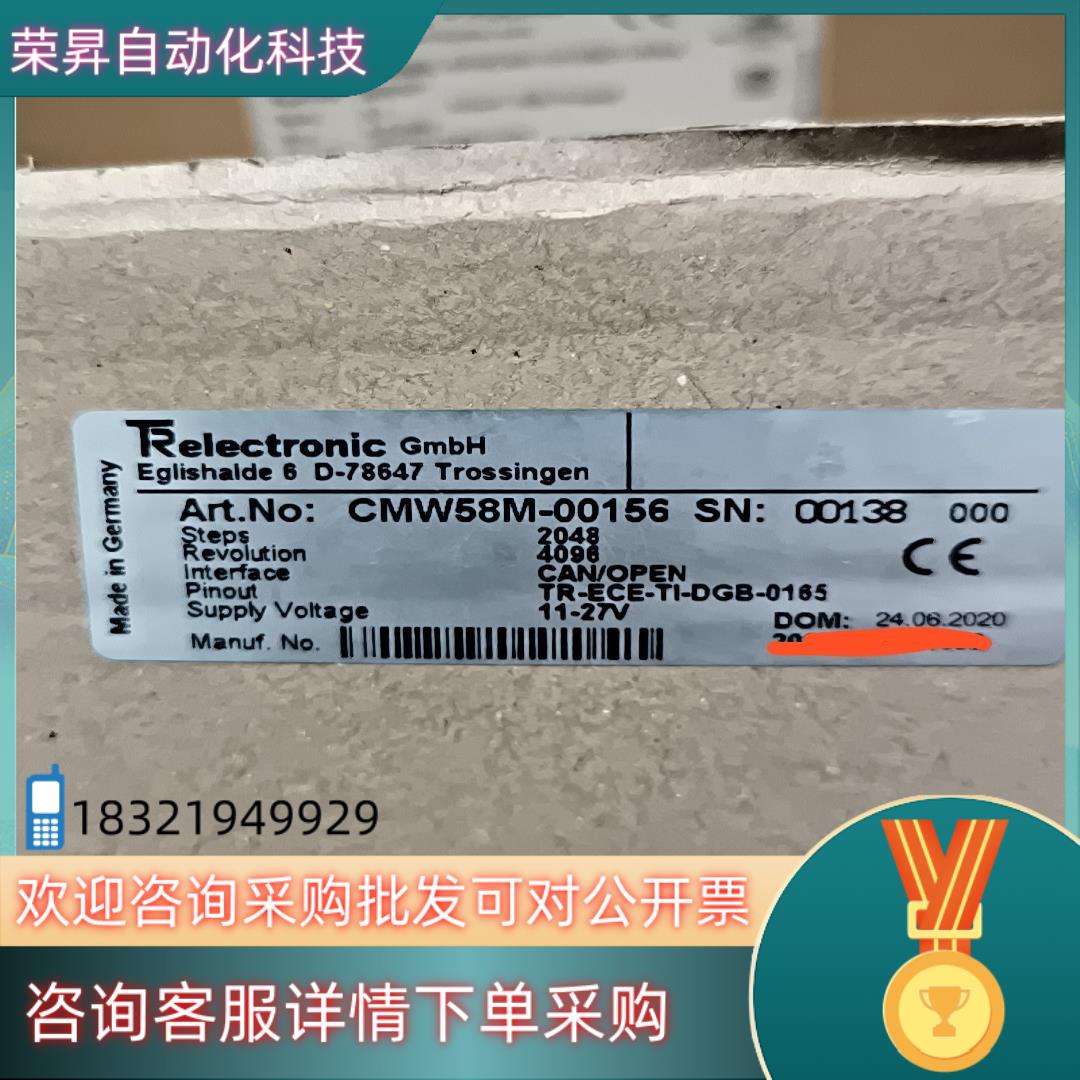 荣昇自动化科技
TRelectronic GmbH
Eglishalde 6 D-78647 Trossingen
Made in Germany
Art.No: CMW58M-00156 SN: 00138 000
Steps 2048
Revolution 4096
Interface CAN/OPEN
Pinout TR-ECE-TI-DGB-0165
Supply Voltage 11-27V
CE
DOM: 24.06.2020
Manuf. No.
18321949929
欢迎咨询采购批发可对公开票
咨询客服详情下单采购